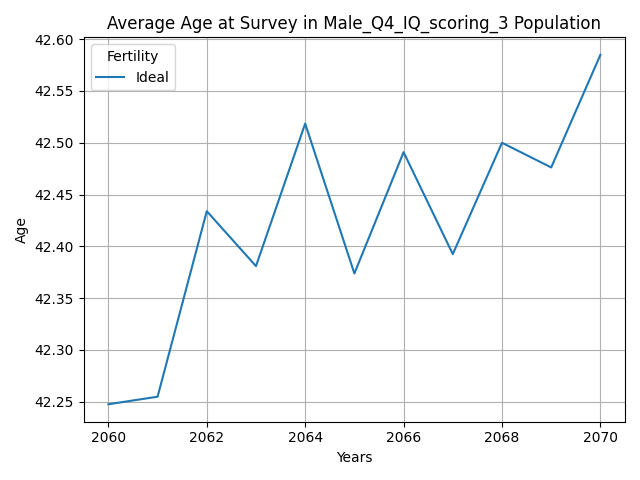 Average Age at Survey in Male_Q4_IQ_scoring_3 Population
42.60
Fertility
Ideal
42.55
42.50
42.45
Age
42.40
42.35
42.30
42.25
2060 2062 2064 2066 2068 2070
Years